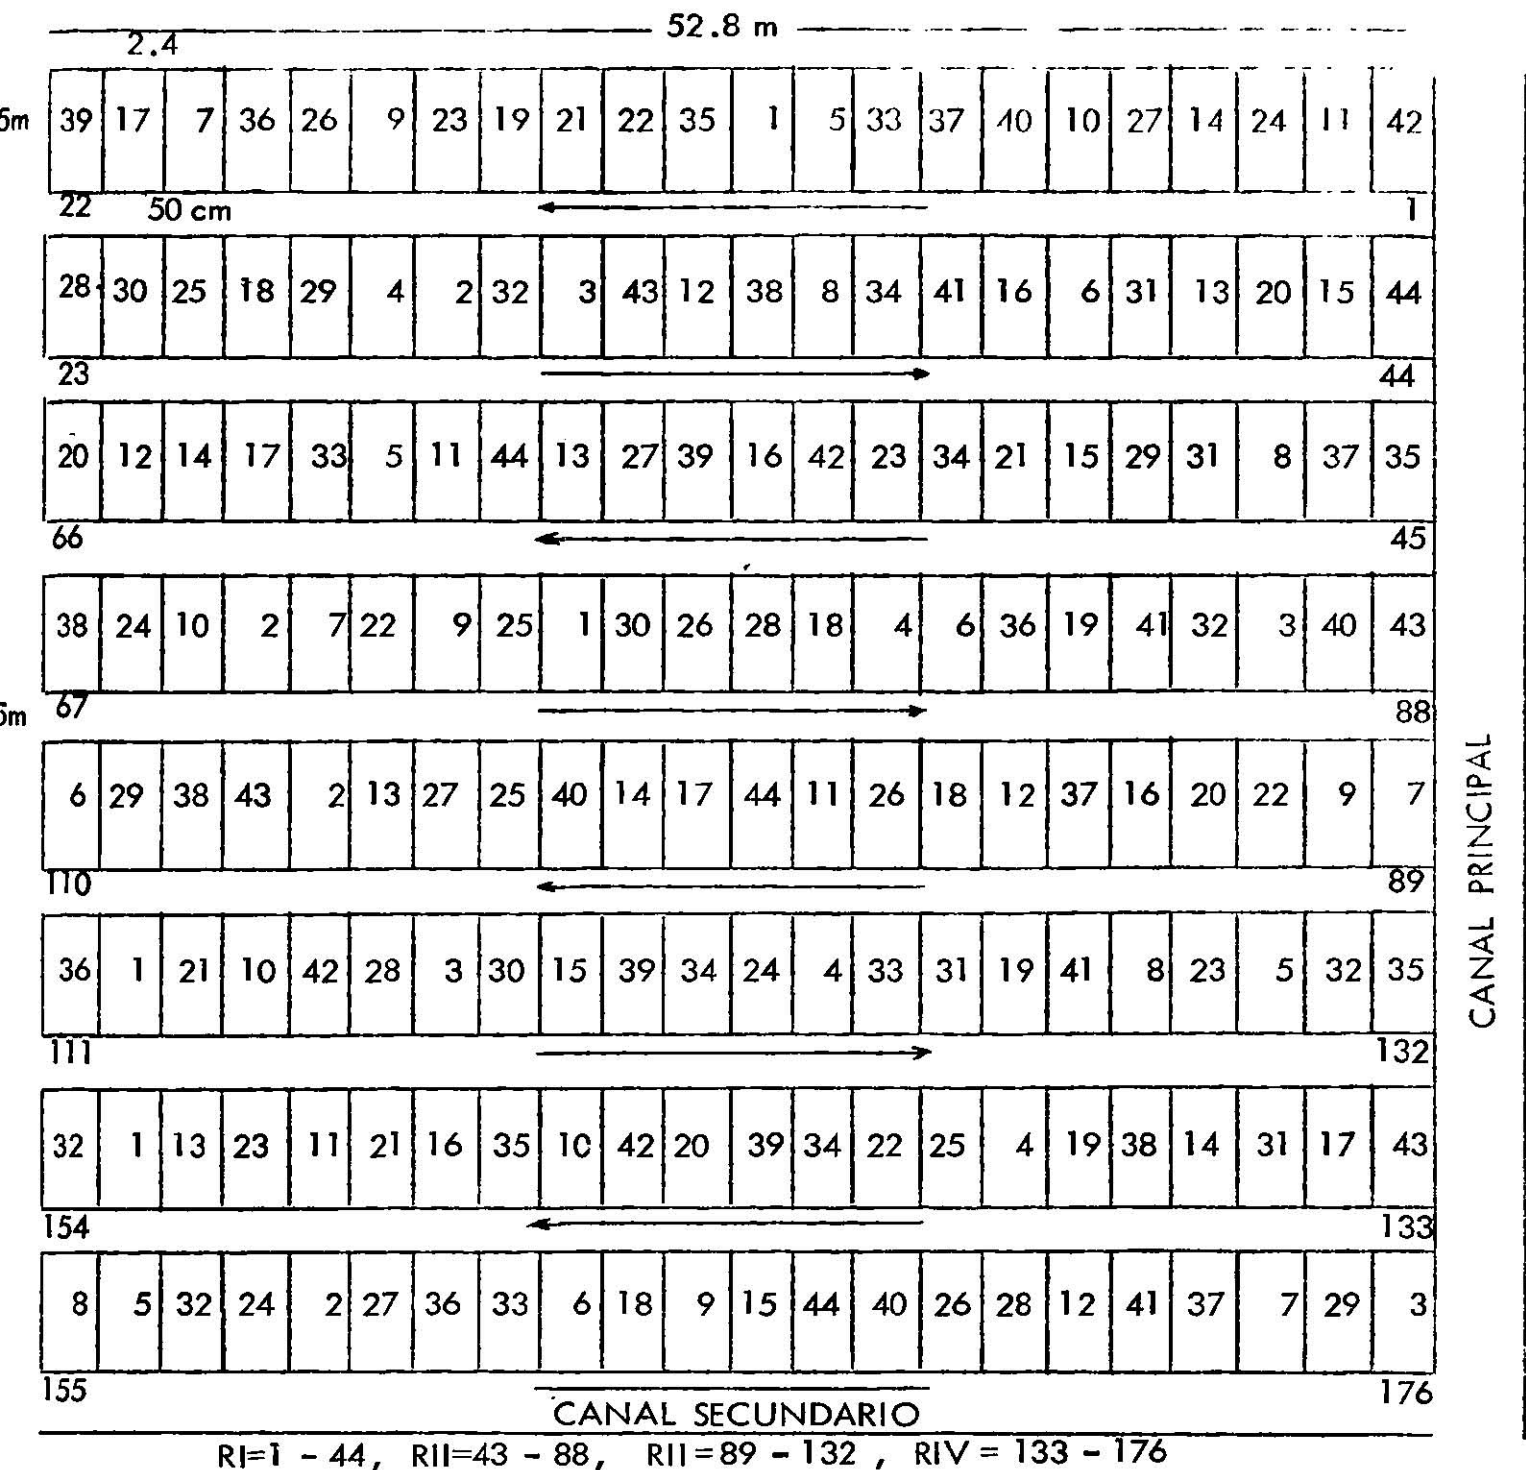 52.8 m
2.4
5m 39 17 7 36 26 9 23 19 21 22 35 1 5 33 37 40 10 27 14 24 11 42
22 50 cm 1
28 30 25 18 29 4 2 32 3 43 12 38 8 34 41 16 6 31 13 20 15 44
23 44
20 12 14 17 33 5 11 44 13 27 39 16 42 23 34 21 15 29 31 8 37 35
66 45
38 24 10 2 7 22 9 25 1 30 26 28 18 4 6 36 19 41 32 3 40 43
5m 67 88
6 29 38 43 2 13 27 25 40 14 17 44 11 26 18 12 37 16 20 22 9 7
110 89
36 1 21 10 42 28 3 30 15 39 34 24 4 33 31 19 41 8 23 5 32 35
111 132
32 1 13 23 11 21 16 35 10 42 20 39 34 22 25 4 19 38 14 31 17 43
154 133
8 5 32 24 2 27 36 33 6 18 9 15 44 40 26 28 12 41 37 7 29 3
155 176
CANAL PRINCIPAL
CANAL SECUNDARIO
RI=1 - 44, RII=43 - 88, RII=89 - 132, RIV = 133 - 176